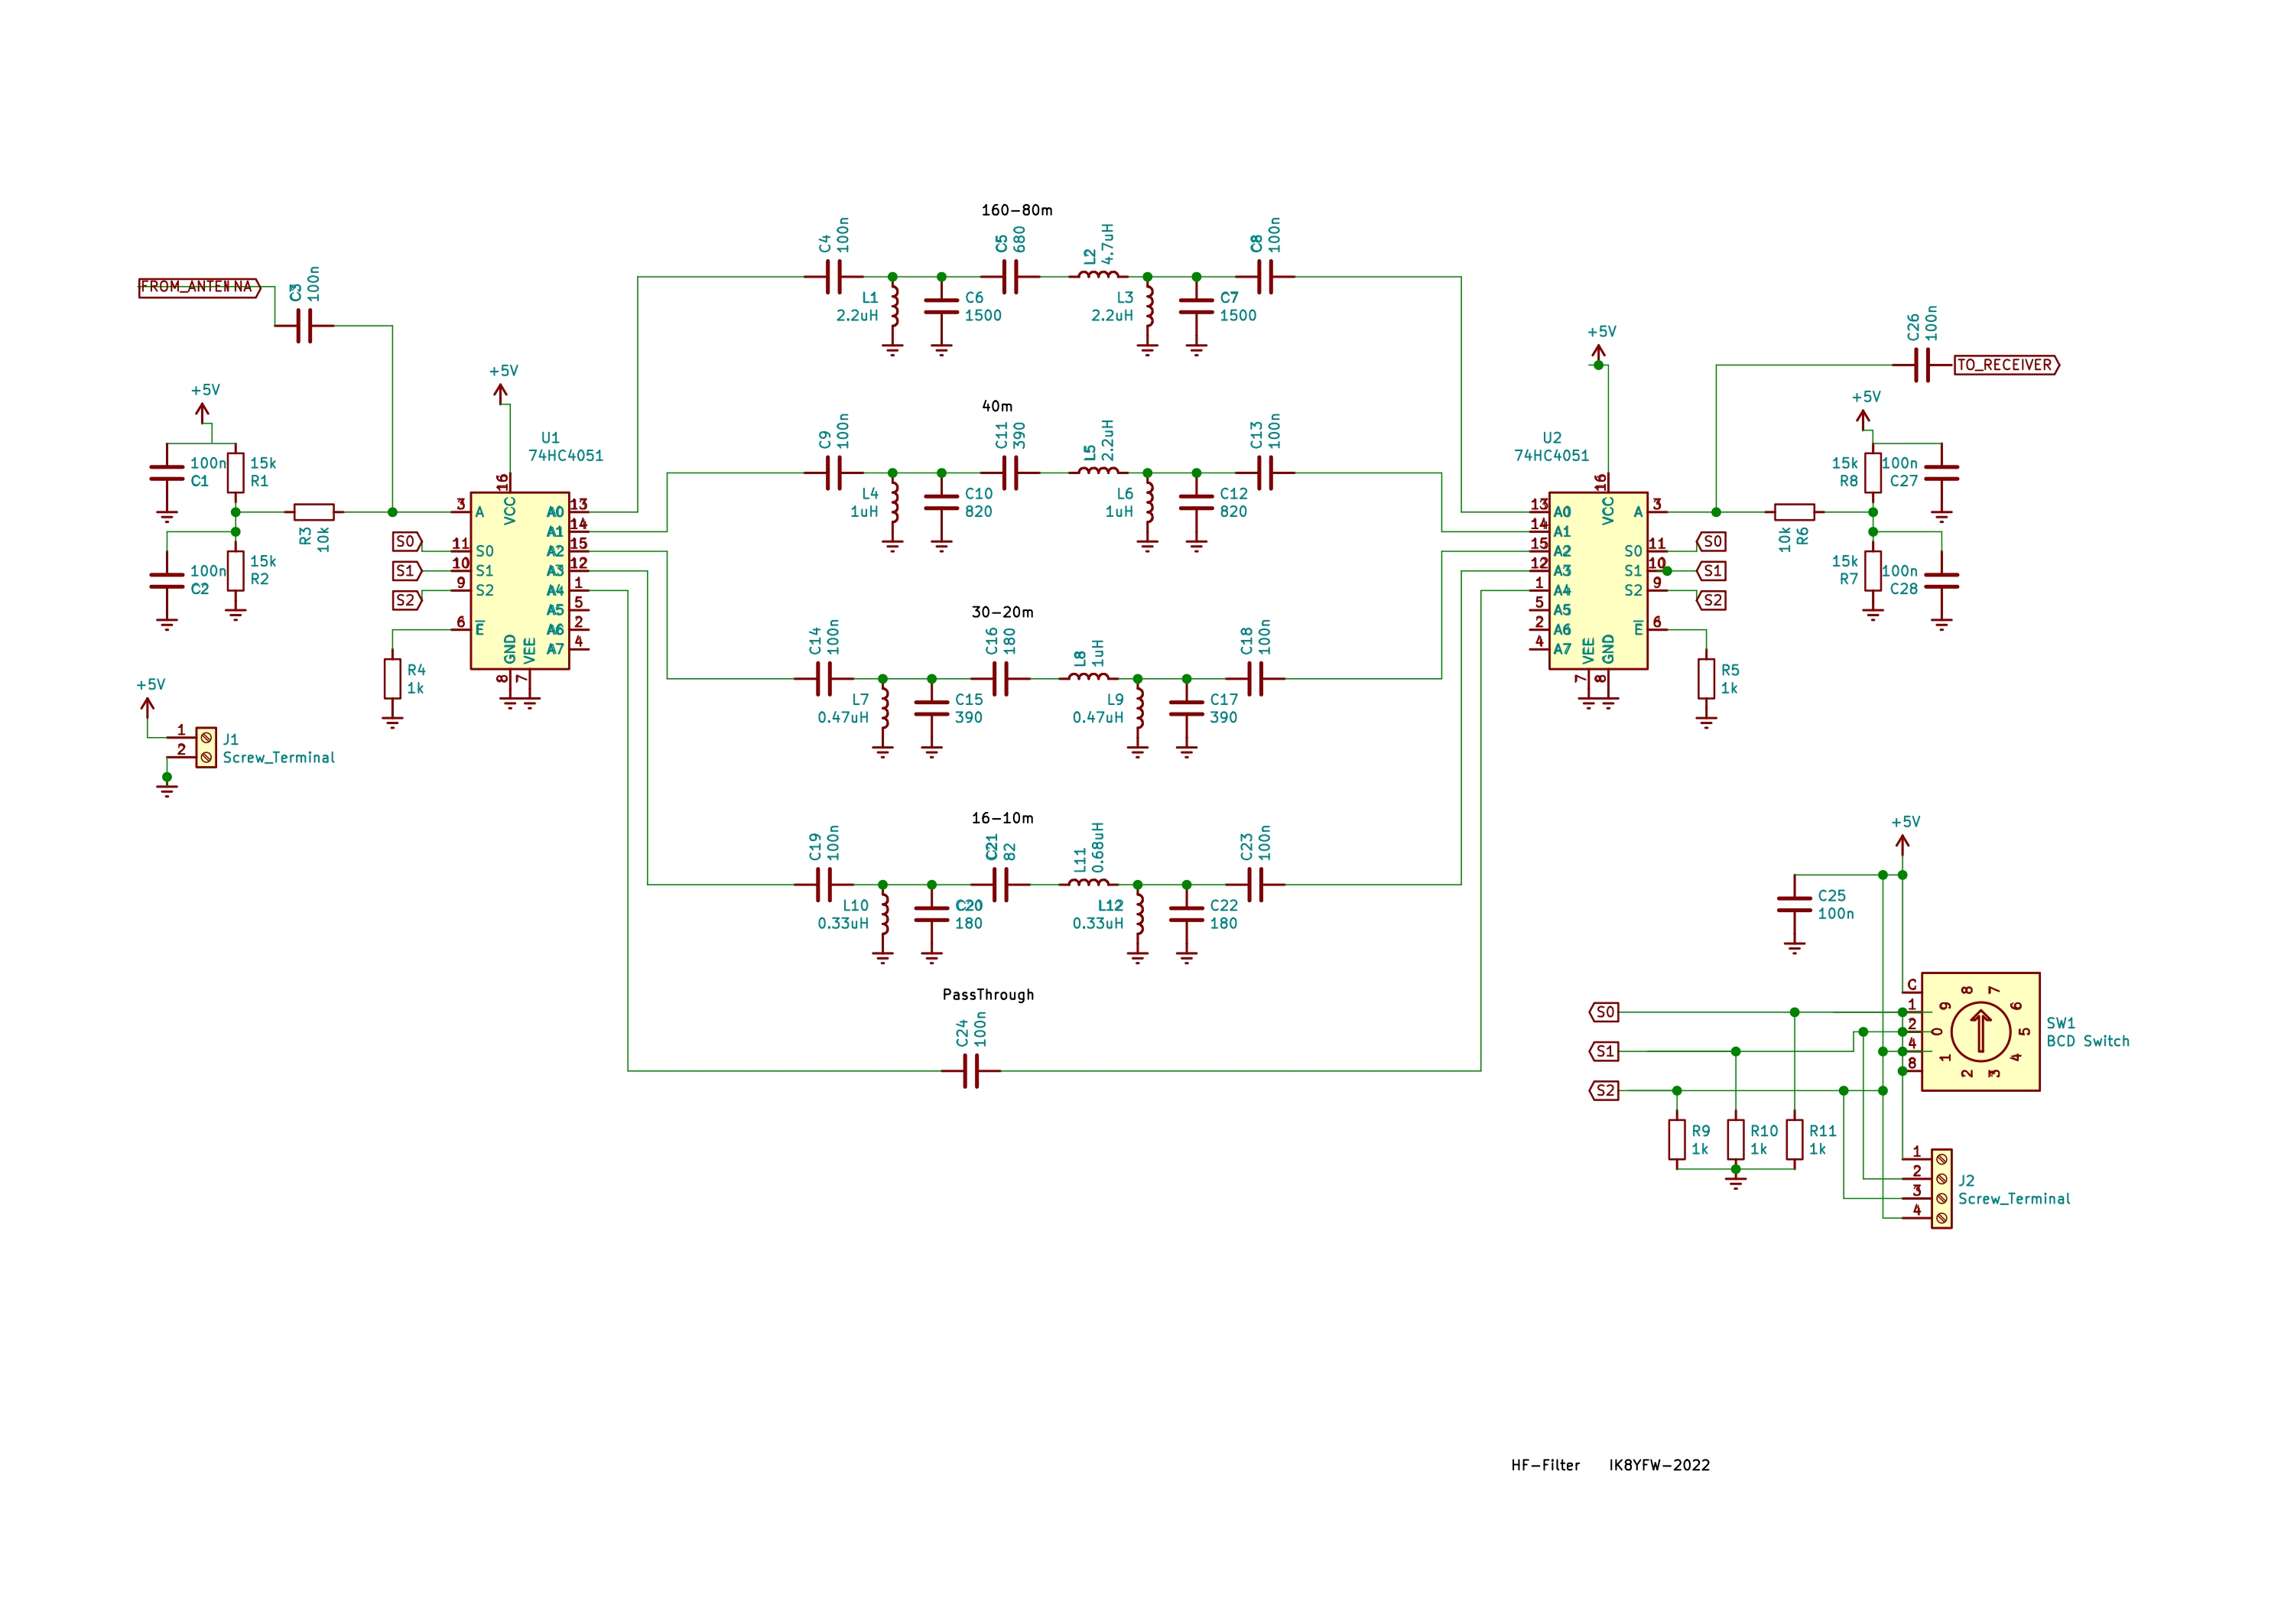 160-80m
C4 100n
C5 680
L2 4.7uH
C8 100n
L1 2.2uH
C6 1500
L3 2.2uH
C7 1500
FROM_ANTENNA
C3 100n
+5V
100n C1
15k R1
R3 10k
100n C2
15k R2
+5V
U1
74HC4051
16 VCC
3 A
11 S0
10 S1
9 S2
6 E
8 GND
7 VEE
A0 13
A1 14
A2 15
A3 12
A4 1
A5 5
A6 2
A7 4
S0
S1
S2
R4
1k
+5V
1
2
J1
Screw_Terminal
40m
C9 100n
C11 390
L5 2.2uH
C13 100n
L4 1uH
C10 820
L6 1uH
C12 820
30-20m
C14 100n
C16 180
L8 1uH
C18 100n
L7 0.47uH
C15 390
L9 0.47uH
C17 390
16-10m
C19 100n
C21 82
L11 0.68uH
C23 100n
L10 0.33uH
C20 180
L12 0.33uH
C22 180
PassThrough
C24 100n
+5V
U2
74HC4051
16 VCC
13 A0
14 A1
15 A2
12 A3
1 A4
5 A5
2 A6
4 A7
A 3
S0 11
S1 10
S2 9
E 6
7 VEE
8 GND
S0
S1
S2
R5
1k
C26 100n
TO_RECEIVER
+5V
15k R8
100n C27
10k R6
15k R7
100n C28
+5V
C25
100n
S0
S1
S2
C
1
2
4
8
0
1
2
3
4
5
6
7
8
9
SW1
BCD Switch
R9 1k
R10 1k
R11 1k
1
2
3
4
J2
Screw_Terminal
HF-Filter IK8YFW-2022